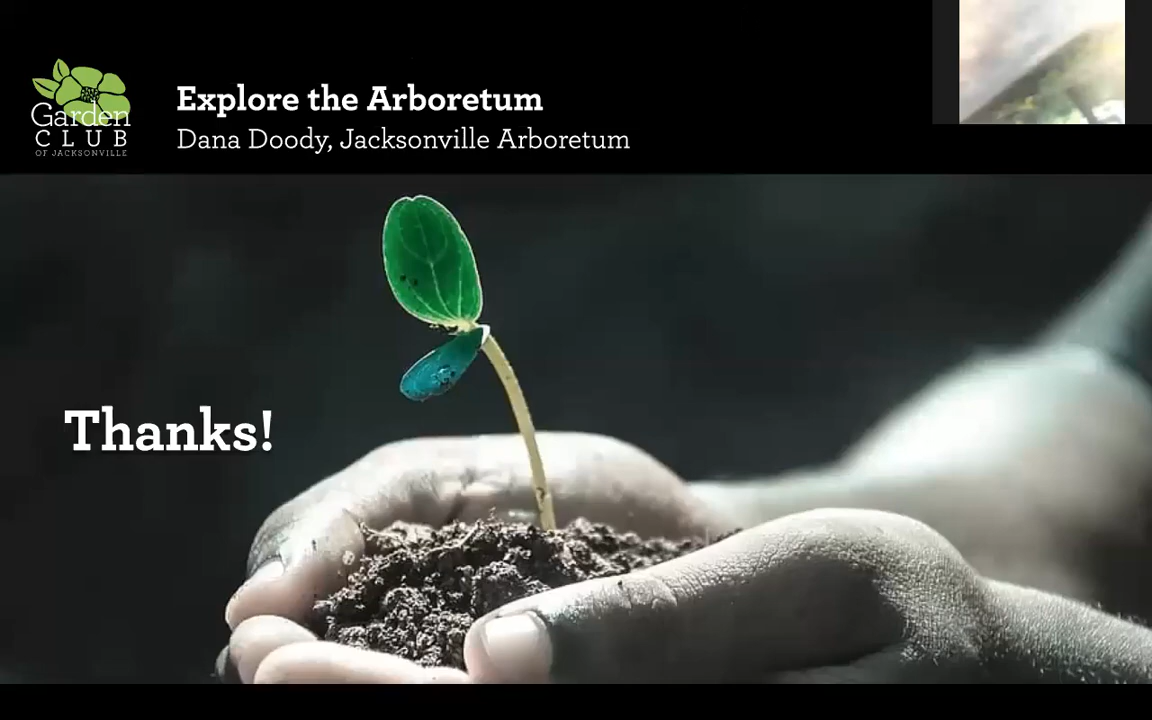 Garden
CLUB
OF JACKSONVILLE
Explore the Arboretum
Dana Doody, Jacksonville Arboretum
Thanks!